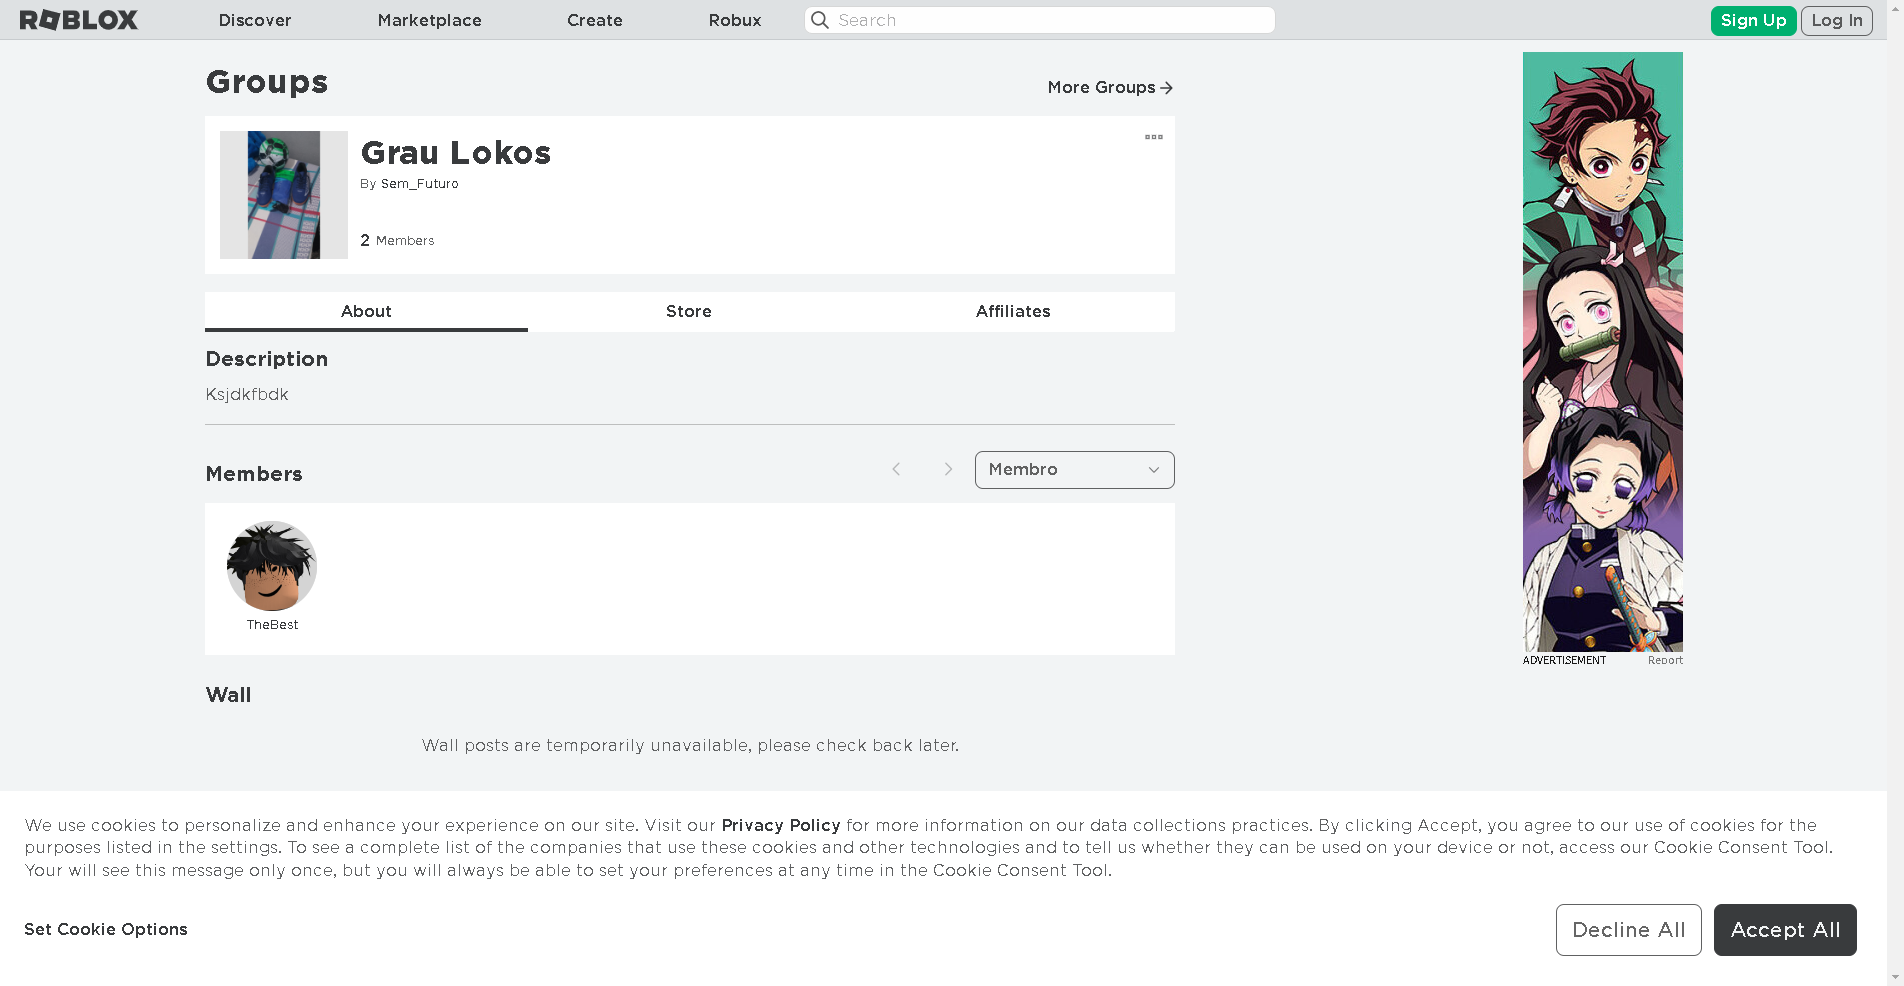 ROBLOX
Discover
Marketplace
Create
Robux
Search
Sign Up
Log In
Groups
More Groups
Grau Lokos
By Sem_Futuro
2 Members
About
Store
Affiliates
Description
Ksjdkfbdk
Members
Membro
TheBest
ADVERTISEMENT
Report
Wall
Wall posts are temporarily unavailable, please check back later.
We use cookies to personalize and enhance your experience on our site. Visit our Privacy Policy for more information on our data collections practices. By clicking Accept, you agree to our use of cookies for the
purposes listed in the settings. To see a complete list of the companies that use these cookies and other technologies and to tell us whether they can be used on your device or not, access our Cookie Consent Tool.
Your will see this message only once, but you will always be able to set your preferences at any time in the Cookie Consent Tool.
Set Cookie Options
Decline All
Accept All